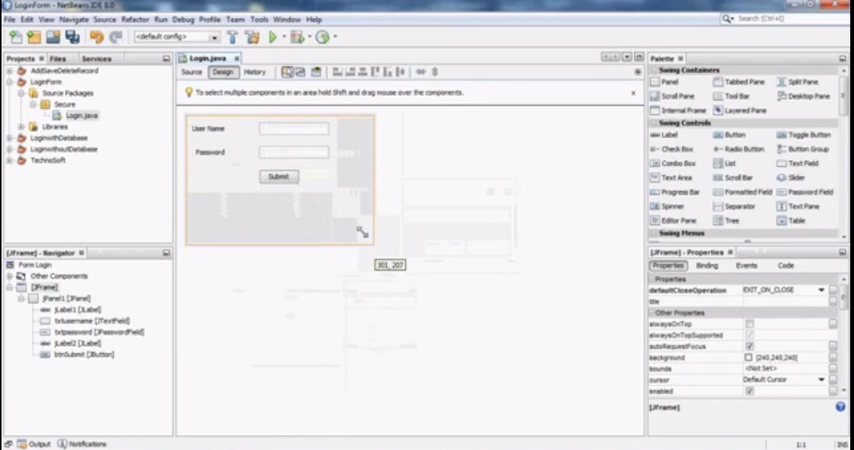 LoginForm - NetBeans IDE 8.0
File Edit View Navigate Source Refactor Run Debug Profile Team Tools Window Help
Search (Ctrl+I)
<default config>
Projects Files Services
AddSaveDeleteRecord
LoginForm
Source Packages
Secure
Login.java
Libraries
LoginwithDatabase
LoginwithoutDatabase
TechnoSoft
[JFrame] - Navigator
Form Login
Other Components
[JFrame]
jPanel1 [JPanel]
jLabel1 [JLabel]
txtusername [JTextField]
txtpassword [JPasswordField]
jLabel2 [JLabel]
btnSubmit [JButton]
Login.java
Source Design History
To select multiple components in an area hold Shift and drag mouse over the components.
User Name
Password
Submit
301, 207
Palette
Swing Containers
Panel Tabbed Pane Split Pane
Scroll Pane Tool Bar Desktop Pane
Internal Frame Layered Pane
Swing Controls
Label Button Toggle Button
Check Box Radio Button Button Group
Combo Box List Text Field
Text Area Scroll Bar Slider
Progress Bar Formatted Field Password Field
Spinner Separator Text Pane
Editor Pane Tree Table
Swing Menus
[JFrame] - Properties
Properties Binding Events Code
Properties
defaultCloseOperation EXIT_ON_CLOSE
title
Other Properties
alwaysOnTop
alwaysOnTopSupported
autoRequestFocus
background [240,240,240]
bounds <Not Set>
cursor Default Cursor
enabled
[JFrame]
Output Notifications
1:1 INS